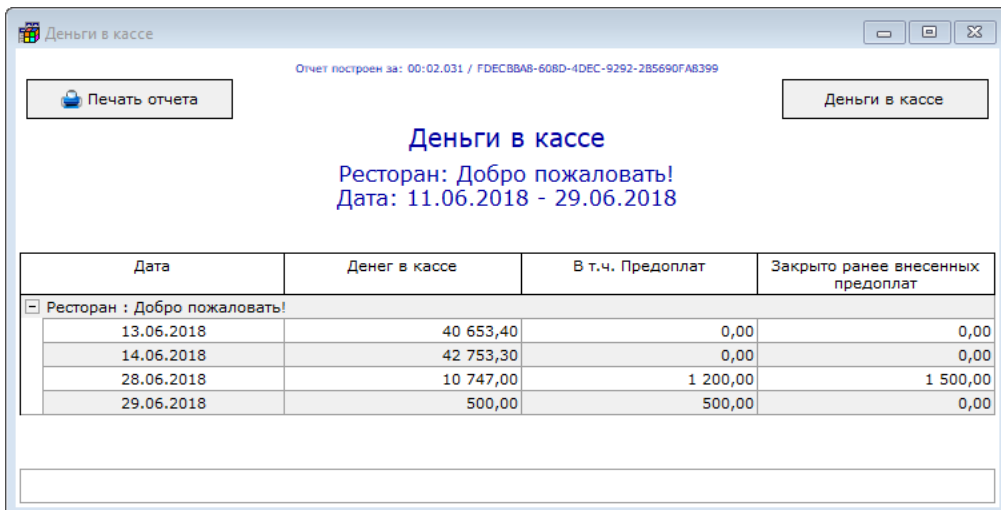 Деньги в кассе
Отчет построен за: 00:02.031 / FDECBBA8-608D-4DEC-9292-2B5690FA8399
Печать отчета
Деньги в кассе
Деньги в кассе
Ресторан: Добро пожаловать!
Дата: 11.06.2018 - 29.06.2018
Дата Денег в кассе В т.ч. Предоплат Закрыто ранее внесенных
предоплат
Ресторан : Добро пожаловать!
13.06.2018 40 653,40 0,00 0,00
14.06.2018 42 753,30 0,00 0,00
28.06.2018 10 747,00 1 200,00 1 500,00
29.06.2018 500,00 500,00 0,00